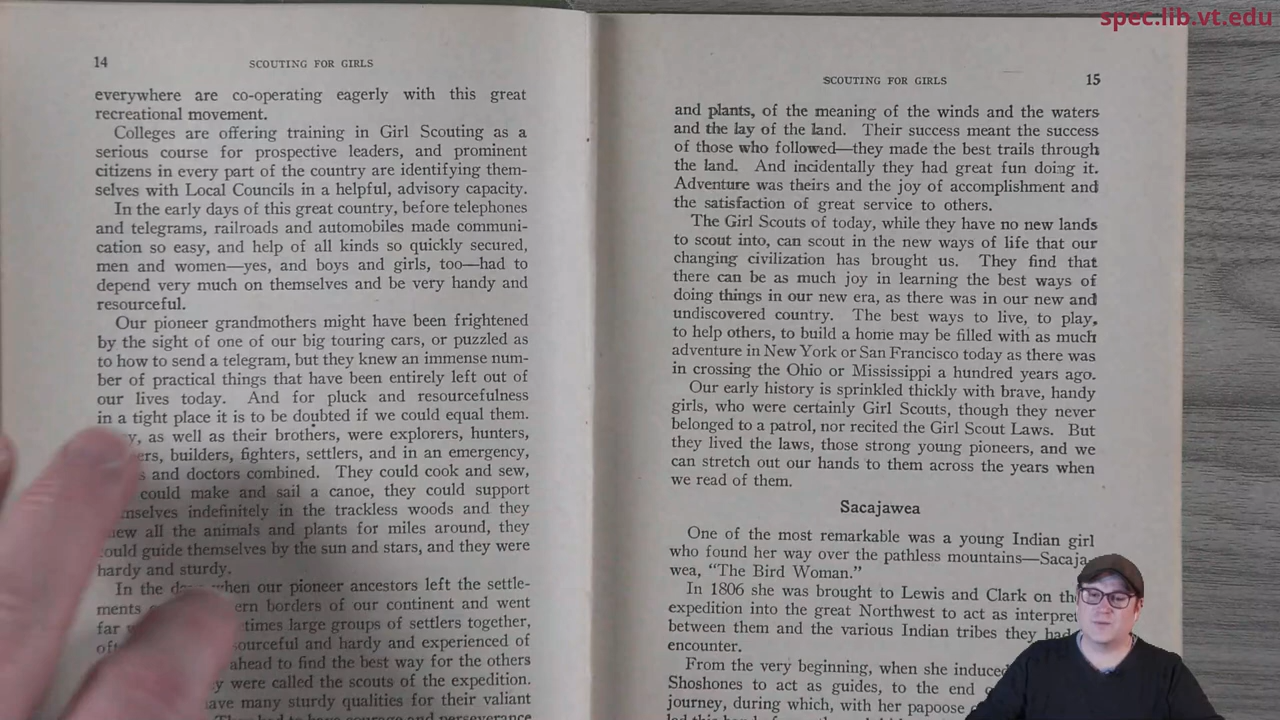 spec.lib.vt.edu
14
SCOUTING FOR GIRLS
everywhere are co-operating eagerly with this great
recreational movement.
Colleges are offering training in Girl Scouting as a
serious course for prospective leaders, and prominent
citizens in every part of the country are identifying them-
selves with Local Councils in a helpful, advisory capacity.
In the early days of this great country, before telephones
and telegrams, railroads and automobiles made communi-
cation so easy, and help of all kinds so quickly secured,
men and women—yes, and boys and girls, too—had to
depend very much on themselves and be very handy and
resourceful.
Our pioneer grandmothers might have been frightened
by the sight of one of our big touring cars, or puzzled as
to how to send a telegram, but they knew an immense num-
ber of practical things that have been entirely left out of
our lives today. And for pluck and resourcefulness
in a tight place it is to be doubted if we could equal them.
as well as their brothers, were explorers, hunters,
builders, fighters, settlers, and in an emergency,
and doctors combined. They could cook and sew,
could make and sail a canoe, they could support
indefinitely in the trackless woods and they
all the animals and plants for miles around, they
could guide themselves by the sun and stars, and they were
hardy and sturdy.
In the when our pioneer ancestors left the settle-
ments borders of our continent and went
far times large groups of settlers together,
and hardy and experienced of
ahead to find the best way for the others
were called the scouts of the expedition.
many sturdy qualities for their valiant
SCOUTING FOR GIRLS
15
and plants, of the meaning of the winds and the waters
and the lay of the land. Their success meant the success
of those who followed—they made the best trails through
the land. And incidentally they had great fun doing it.
Adventure was theirs and the joy of accomplishment and
the satisfaction of great service to others.
The Girl Scouts of today, while they have no new lands
to scout into, can scout in the new ways of life that our
changing civilization has brought us. They find that
there can be as much joy in learning the best ways of
doing things in our new era, as there was in our new and
undiscovered country. The best ways to live, to play,
to help others, to build a home may be filled with as much
adventure in New York or San Francisco today as there was
in crossing the Ohio or Mississippi a hundred years ago.
Our early history is sprinkled thickly with brave, handy
girls, who were certainly Girl Scouts, though they never
belonged to a patrol, nor recited the Girl Scout Laws. But
they lived the laws, those strong young pioneers, and we
can stretch out our hands to them across the years when
we read of them.
Sacajawea
One of the most remarkable was a young Indian girl
who found her way over the pathless mountains—Sacaja-
wea, "The Bird Woman."
In 1806 she was brought to Lewis and Clark on
expedition into the great Northwest to act as
between them and the various Indian tribes they
encounter.
From the very beginning, when she induced
Shoshones to act as guides, to the end
journey, during which, with her papoose